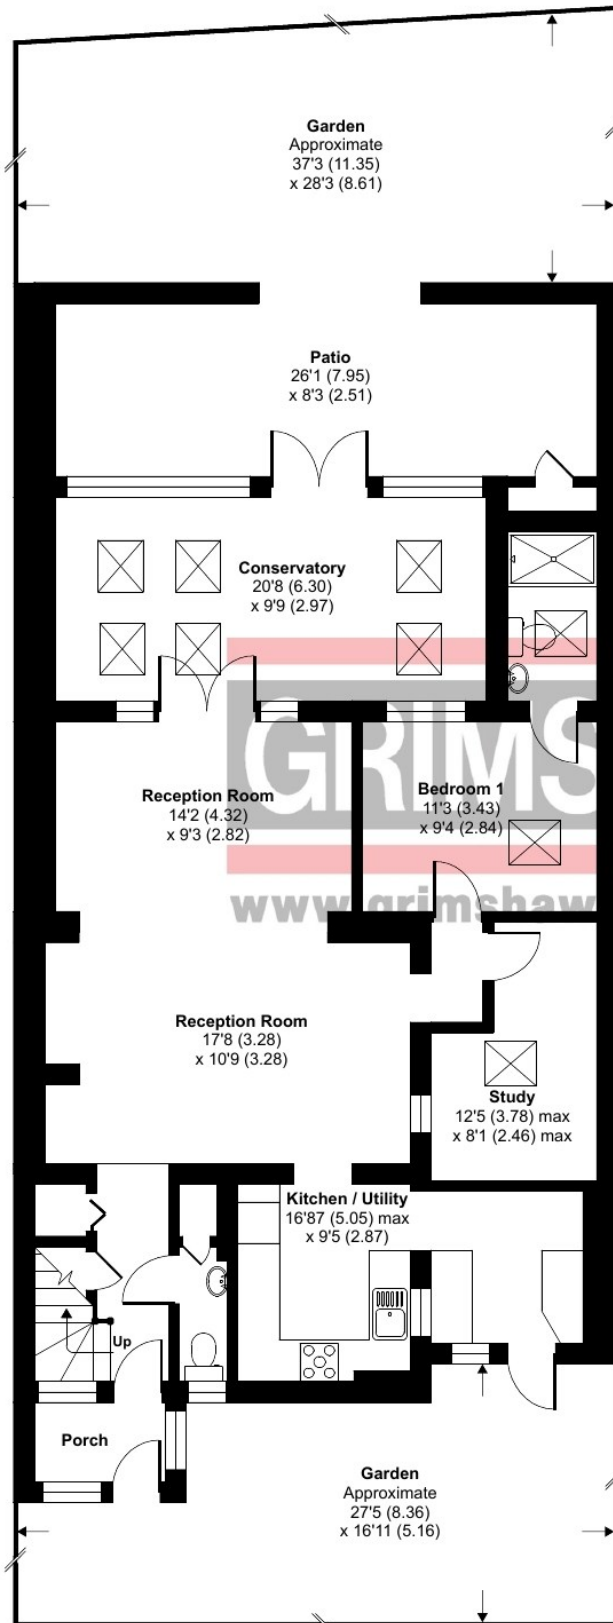 Garden
Approximate
37'3 (11.35)
x 28'3 (8.61)
Patio
26'1 (7.95)
x 8'3 (2.51)
Conservatory
20'8 (6.30)
x 9'9 (2.97)
GRIMS
Reception Room
14'2 (4.32)
x 9'3 (2.82)
Bedroom 1
11'3 (3.43)
x 9'4 (2.84)
www.grimshaw
Reception Room
17'8 (3.28)
x 10'9 (3.28)
Study
12'5 (3.78) max
x 8'1 (2.46) max
Kitchen / Utility
16'87 (5.05) max
x 9'5 (2.87)
Up
Porch
Garden
Approximate
27'5 (8.36)
x 16'11 (5.16)